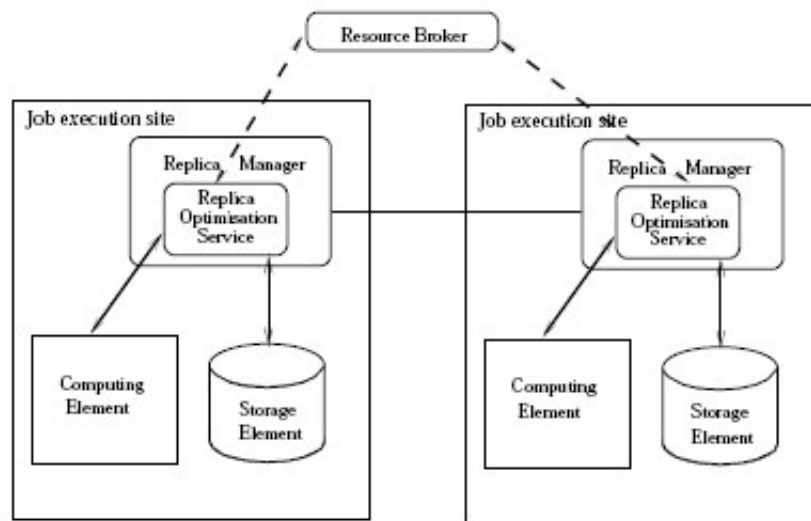 Resource Broker
Job execution site
Replica Manager
Replica
Optimisation
Service
Computing
Element
Storage
Element
Job execution site
Replica Manager
Replica
Optimisation
Service
Computing
Element
Storage
Element